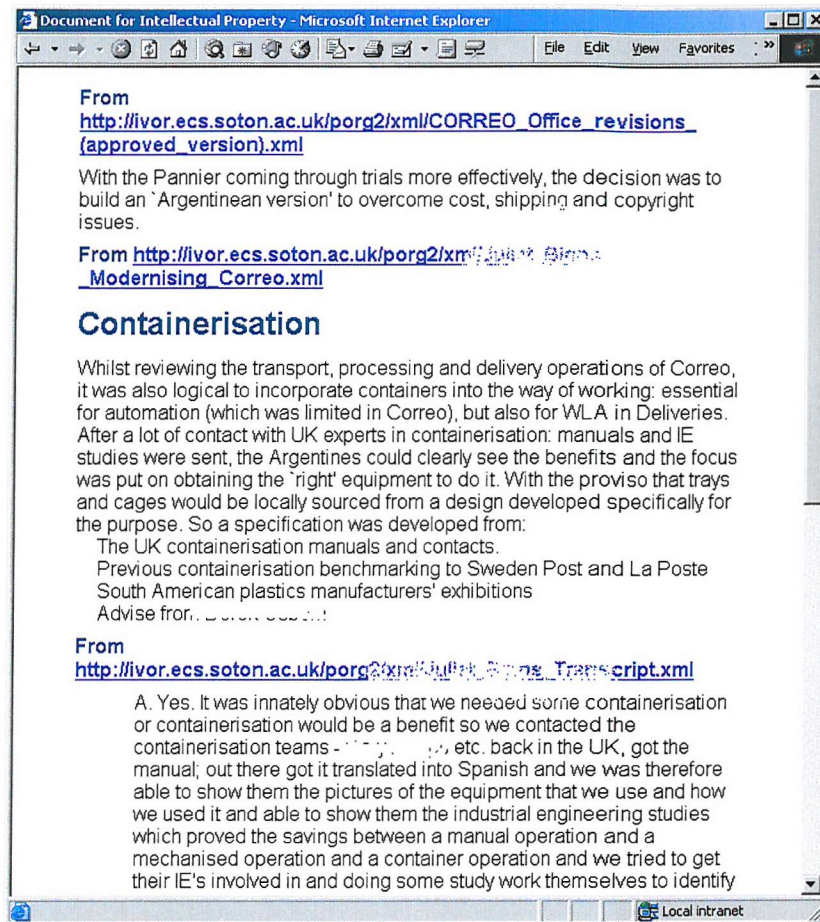 Document for Intellectual Property - Microsoft Internet Explorer
File Edit View Favorites »
From
http://ivor.ecs.soton.ac.uk/porg2/xml/CORREO_Office_revisions_
(approved_version).xml
With the Pannier coming through trials more effectively, the decision was to
build an `Argentinean version' to overcome cost, shipping and copyright
issues.
From http://ivor.ecs.soton.ac.uk/porg2/xm
_Modernising_Correo.xml
Containerisation
Whilst reviewing the transport, processing and delivery operations of Correo,
it was also logical to incorporate containers into the way of working: essential
for automation (which was limited in Correo), but also for WLA in Deliveries.
After a lot of contact with UK experts in containerisation: manuals and IE
studies were sent, the Argentines could clearly see the benefits and the focus
was put on obtaining the `right' equipment to do it. With the proviso that trays
and cages would be locally sourced from a design developed specifically for
the purpose. So a specification was developed from:
The UK containerisation manuals and contacts.
Previous containerisation benchmarking to Sweden Post and La Poste
South American plastics manufacturers' exhibitions
Advise from
From
http://ivor.ecs.soton.ac.uk/porg2/xml/ _Transcript.xml
A. Yes. It was innately obvious that we needed some containerisation
or containerisation would be a benefit so we contacted the
containerisation teams - etc. back in the UK, got the
manual; out there got it translated into Spanish and we was therefore
able to show them the pictures of the equipment that we use and how
we used it and able to show them the industrial engineering studies
which proved the savings between a manual operation and a
mechanised operation and a container operation and we tried to get
their IE's involved in and doing some study work themselves to identify
Local intranet